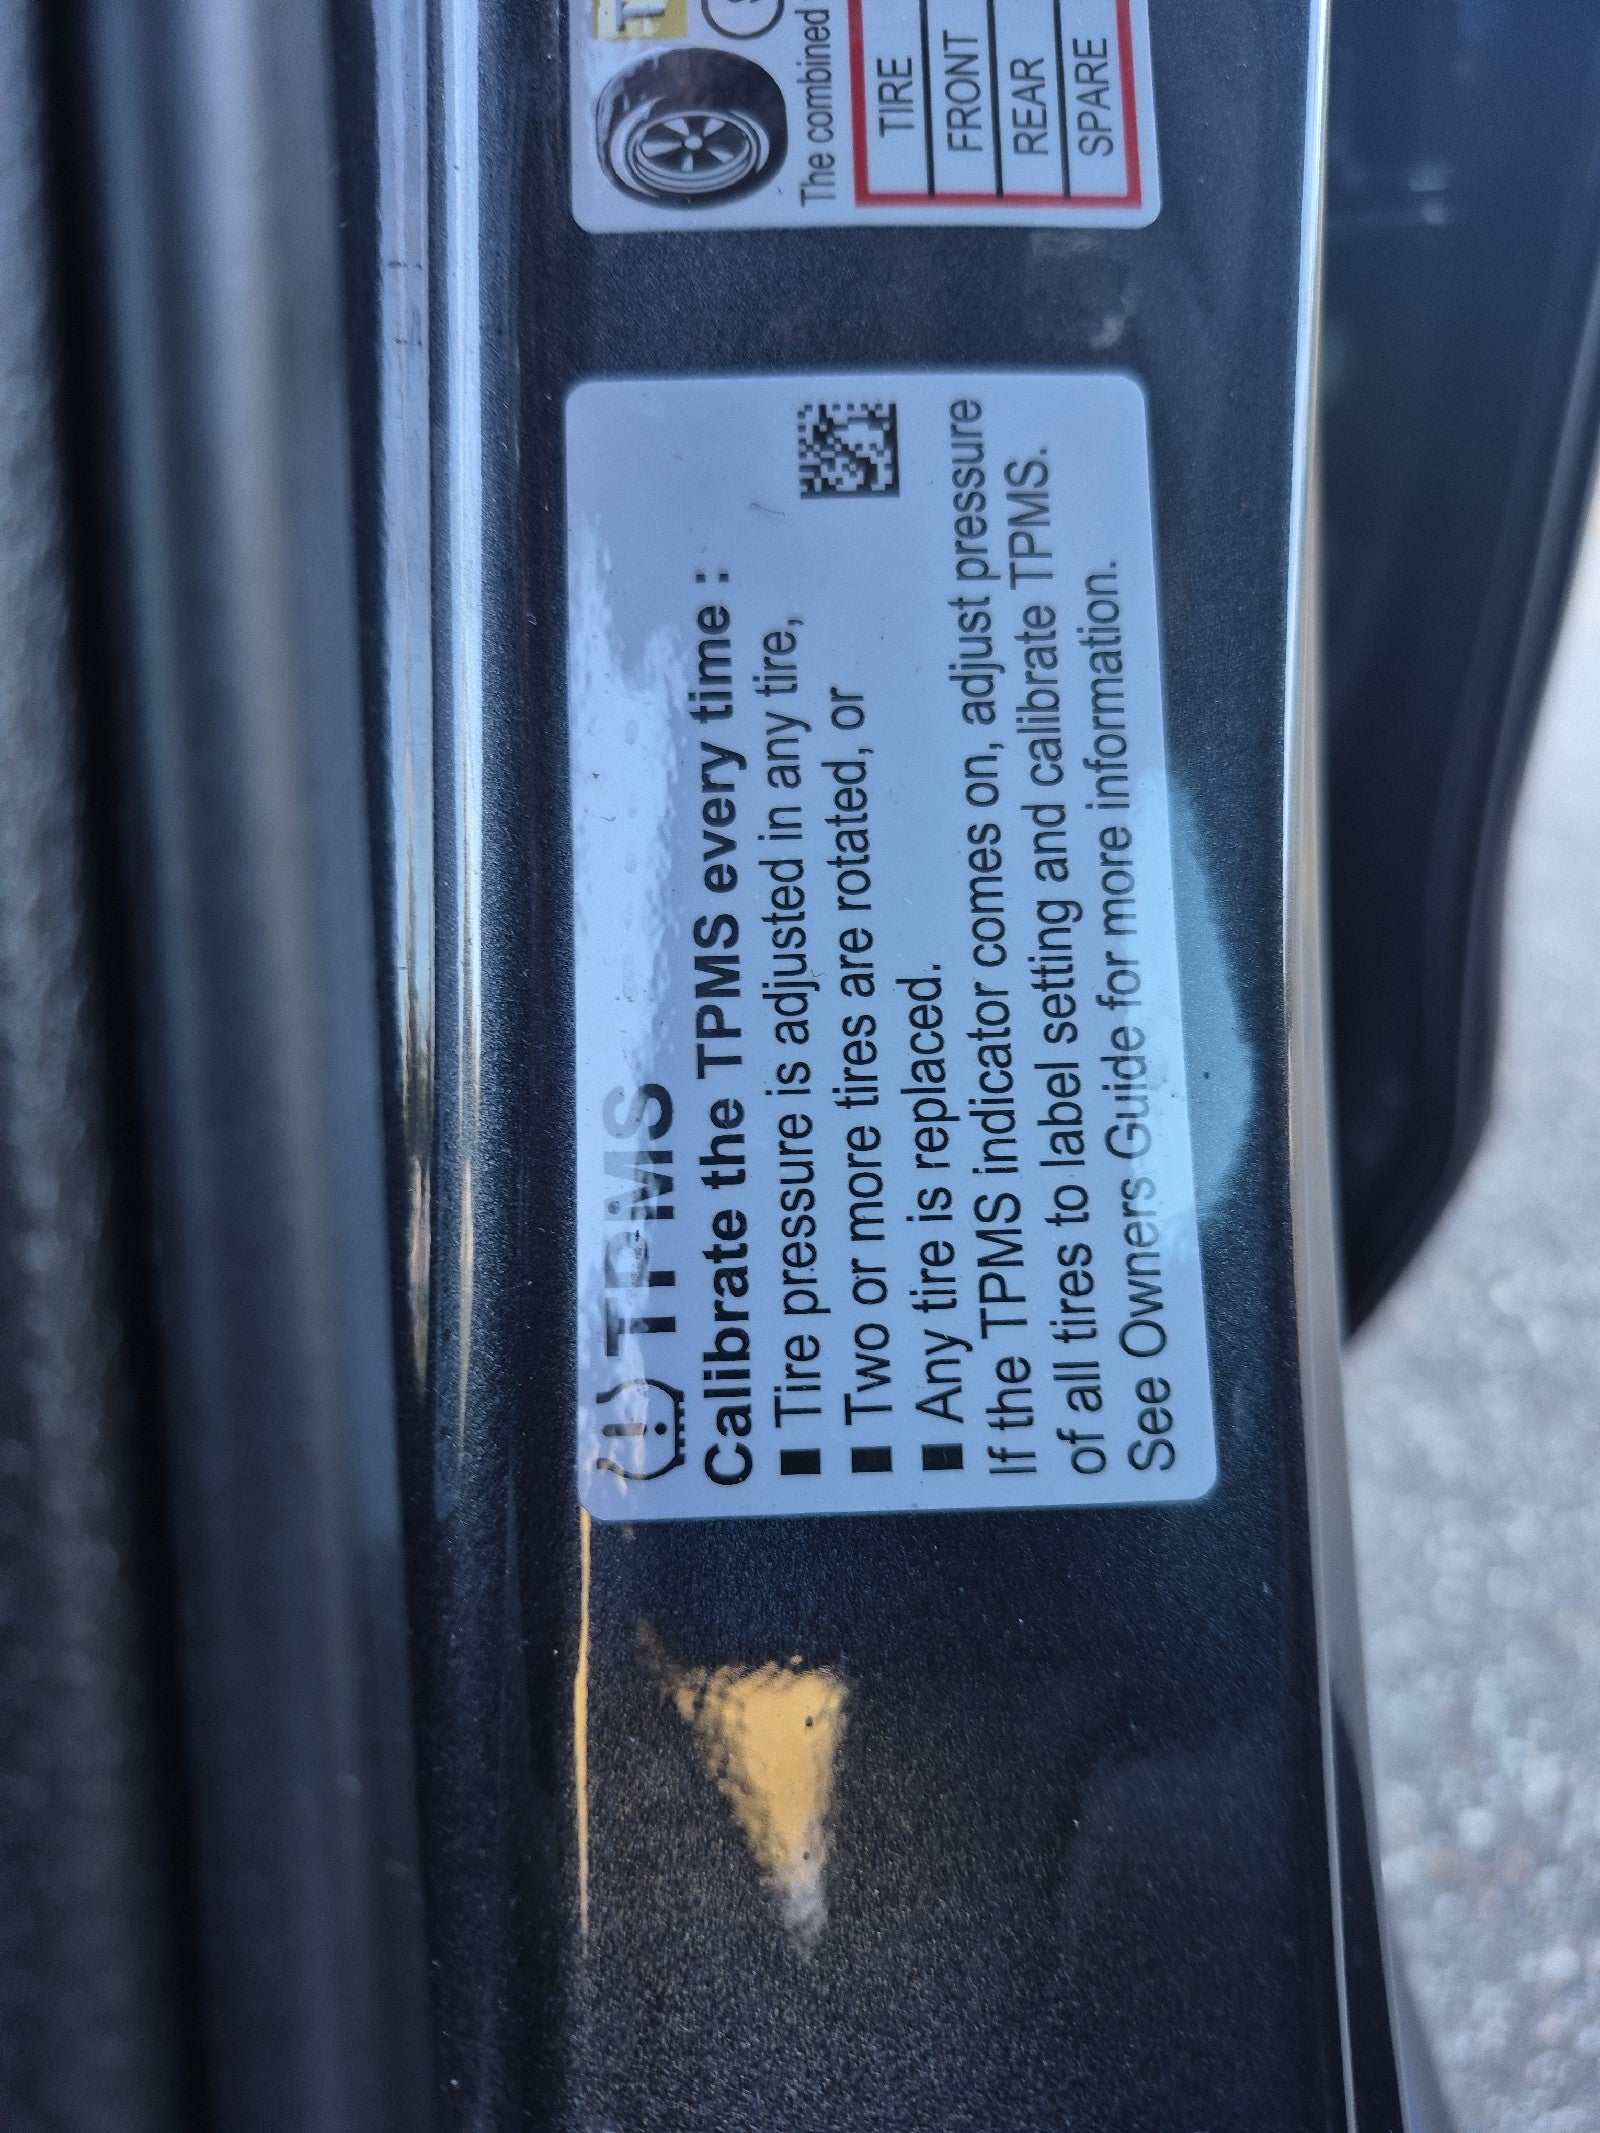 TPMS
Calibrate the TPMS every time :
■ Tire pressure is adjusted in any tire,
■ Two or more tires are rotated, or
■ Any tire is replaced.
If the TPMS indicator comes on, adjust pressure
of all tires to label setting and calibrate TPMS.
See Owners Guide for more information.
The combined
TIRE
FRONT
REAR
SPARE